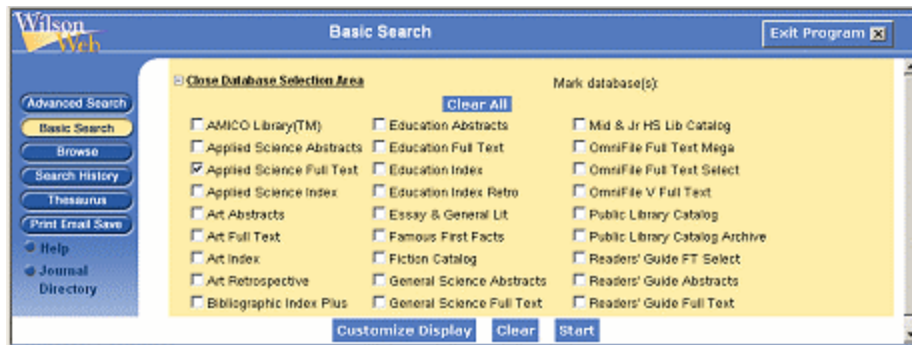 Wilson Web
Basic Search
Exit Program
Close Database Selection Area
Mark database(s):
Clear All
Advanced Search
Basic Search
Browse
Search History
Thesaurus
Print Email Save
Help
Journal
Directory
AMICO Library(TM)
Applied Science Abstracts
Applied Science Full Text
Applied Science Index
Art Abstracts
Art Full Text
Art Index
Art Retrospective
Bibliographic Index Plus
Education Abstracts
Education Full Text
Education Index
Education Index Retro
Essay & General Lit
Famous First Facts
Fiction Catalog
General Science Abstracts
General Science Full Text
Mid & Jr HS Lib Catalog
OmniFile Full Text Mega
OmniFile Full Text Select
OmniFile V Full Text
Public Library Catalog
Public Library Catalog Archive
Readers' Guide FT Select
Readers' Guide Abstracts
Readers' Guide Full Text
Customize Display
Clear
Start